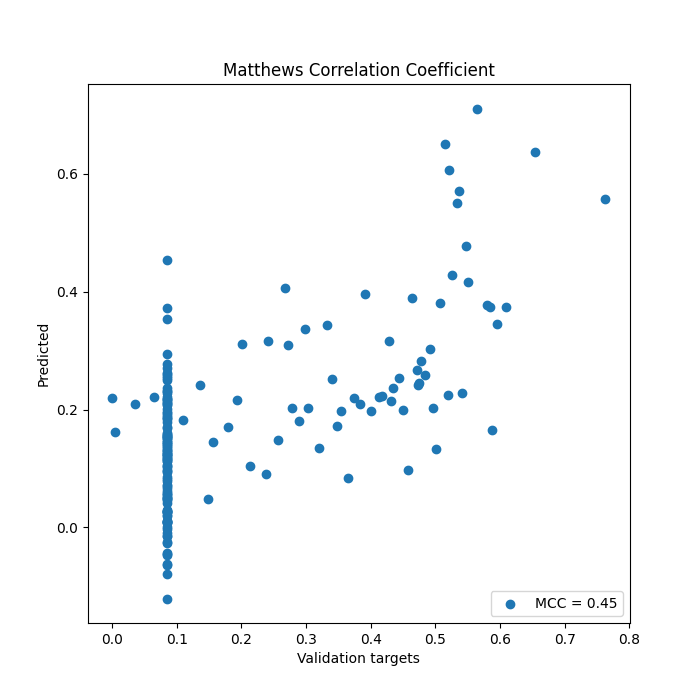 Matthews Correlation Coefficient
Predicted
0.6
0.4
0.2
0.0
MCC = 0.45
0.0 0.1 0.2 0.3 0.4 0.5 0.6 0.7 0.8
Validation targets